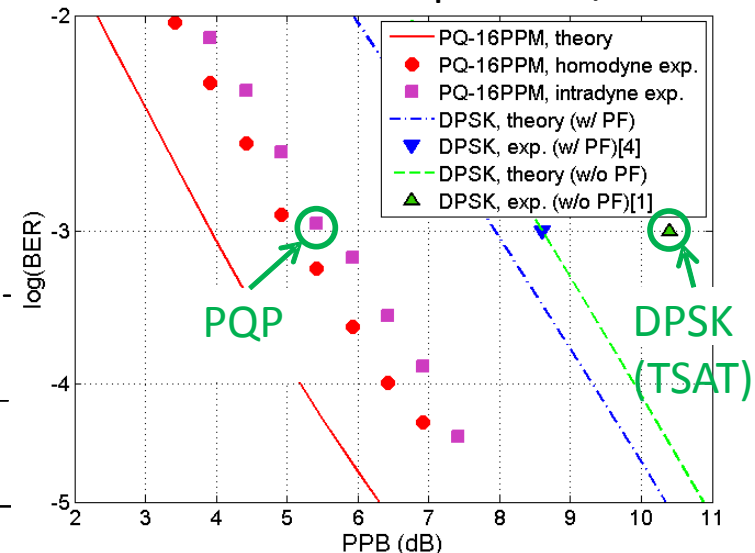 -2
PQ-16PPM, theory
PQ-16PPM, homodyne exp.
PQ-16PPM, intradyne exp.
DPSK, theory (w/ PF)
DPSK, exp. (w/ PF)[4]
DPSK, theory (w/o PF)
DPSK, exp. (w/o PF)[1]
-3
log(BER)
PQP
DPSK
(TSAT)
-4
-5
2 3 4 5 6 7 8 9 10 11
PPB (dB)